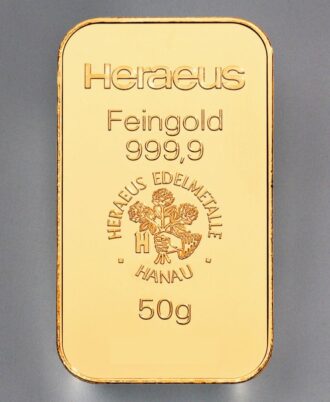 Heraeus
Feingold
999,9
HERAEUS EDELMETALLE
H
· HANAU ·
50g